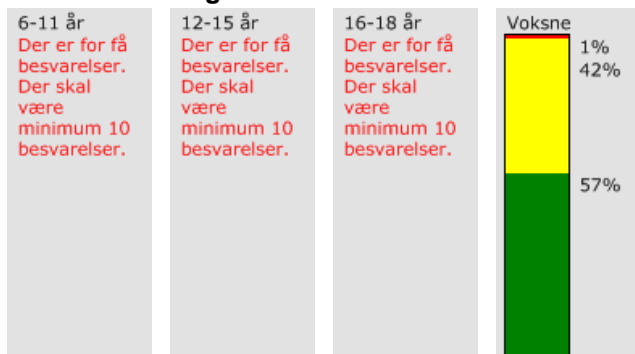 6-11 år
Der er for få
besvarelser.
Der skal
være
minimum 10
besvarelser.
12-15 år
Der er for få
besvarelser.
Der skal
være
minimum 10
besvarelser.
16-18 år
Der er for få
besvarelser.
Der skal
være
minimum 10
besvarelser.
Voksne
1%
42%
57%